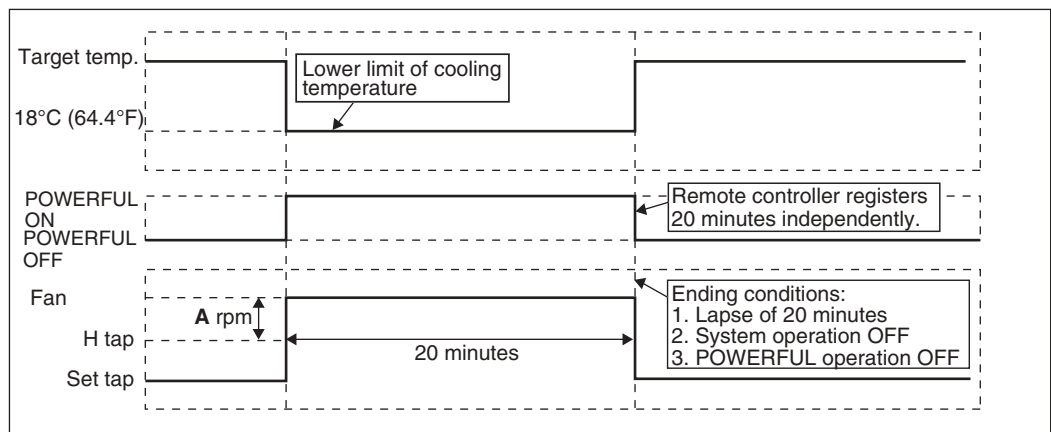 Target temp.
Lower limit of cooling
temperature
18°C (64.4°F)
POWERFUL
ON
POWERFUL
OFF
Remote controller registers
20 minutes independently.
Fan
A rpm
H tap
Set tap
20 minutes
Ending conditions:
1. Lapse of 20 minutes
2. System operation OFF
3. POWERFUL operation OFF